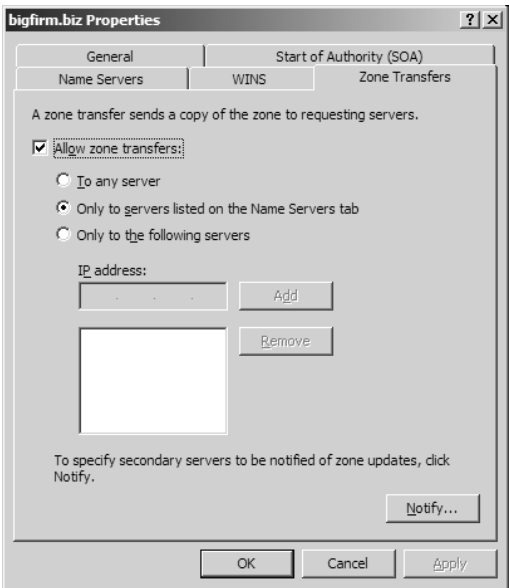 bigfirm.biz Properties
General
Start of Authority (SOA)
Name Servers
WINS
Zone Transfers
A zone transfer sends a copy of the zone to requesting servers.
Allow zone transfers:
To any server
Only to servers listed on the Name Servers tab
Only to the following servers
IP address:
. . .
Add
Remove
To specify secondary servers to be notified of zone updates, click
Notify.
Notify...
OK
Cancel
Apply